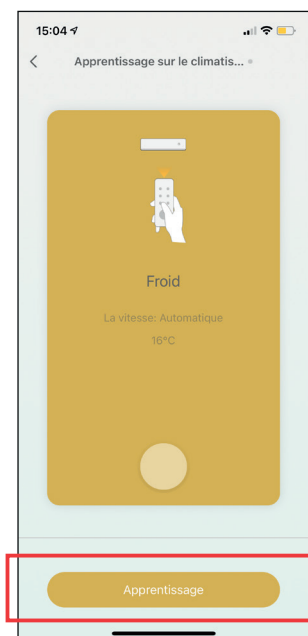 15:04
Apprentissage sur le climatis...
Froid
La vitesse: Automatique
16°C
Apprentissage